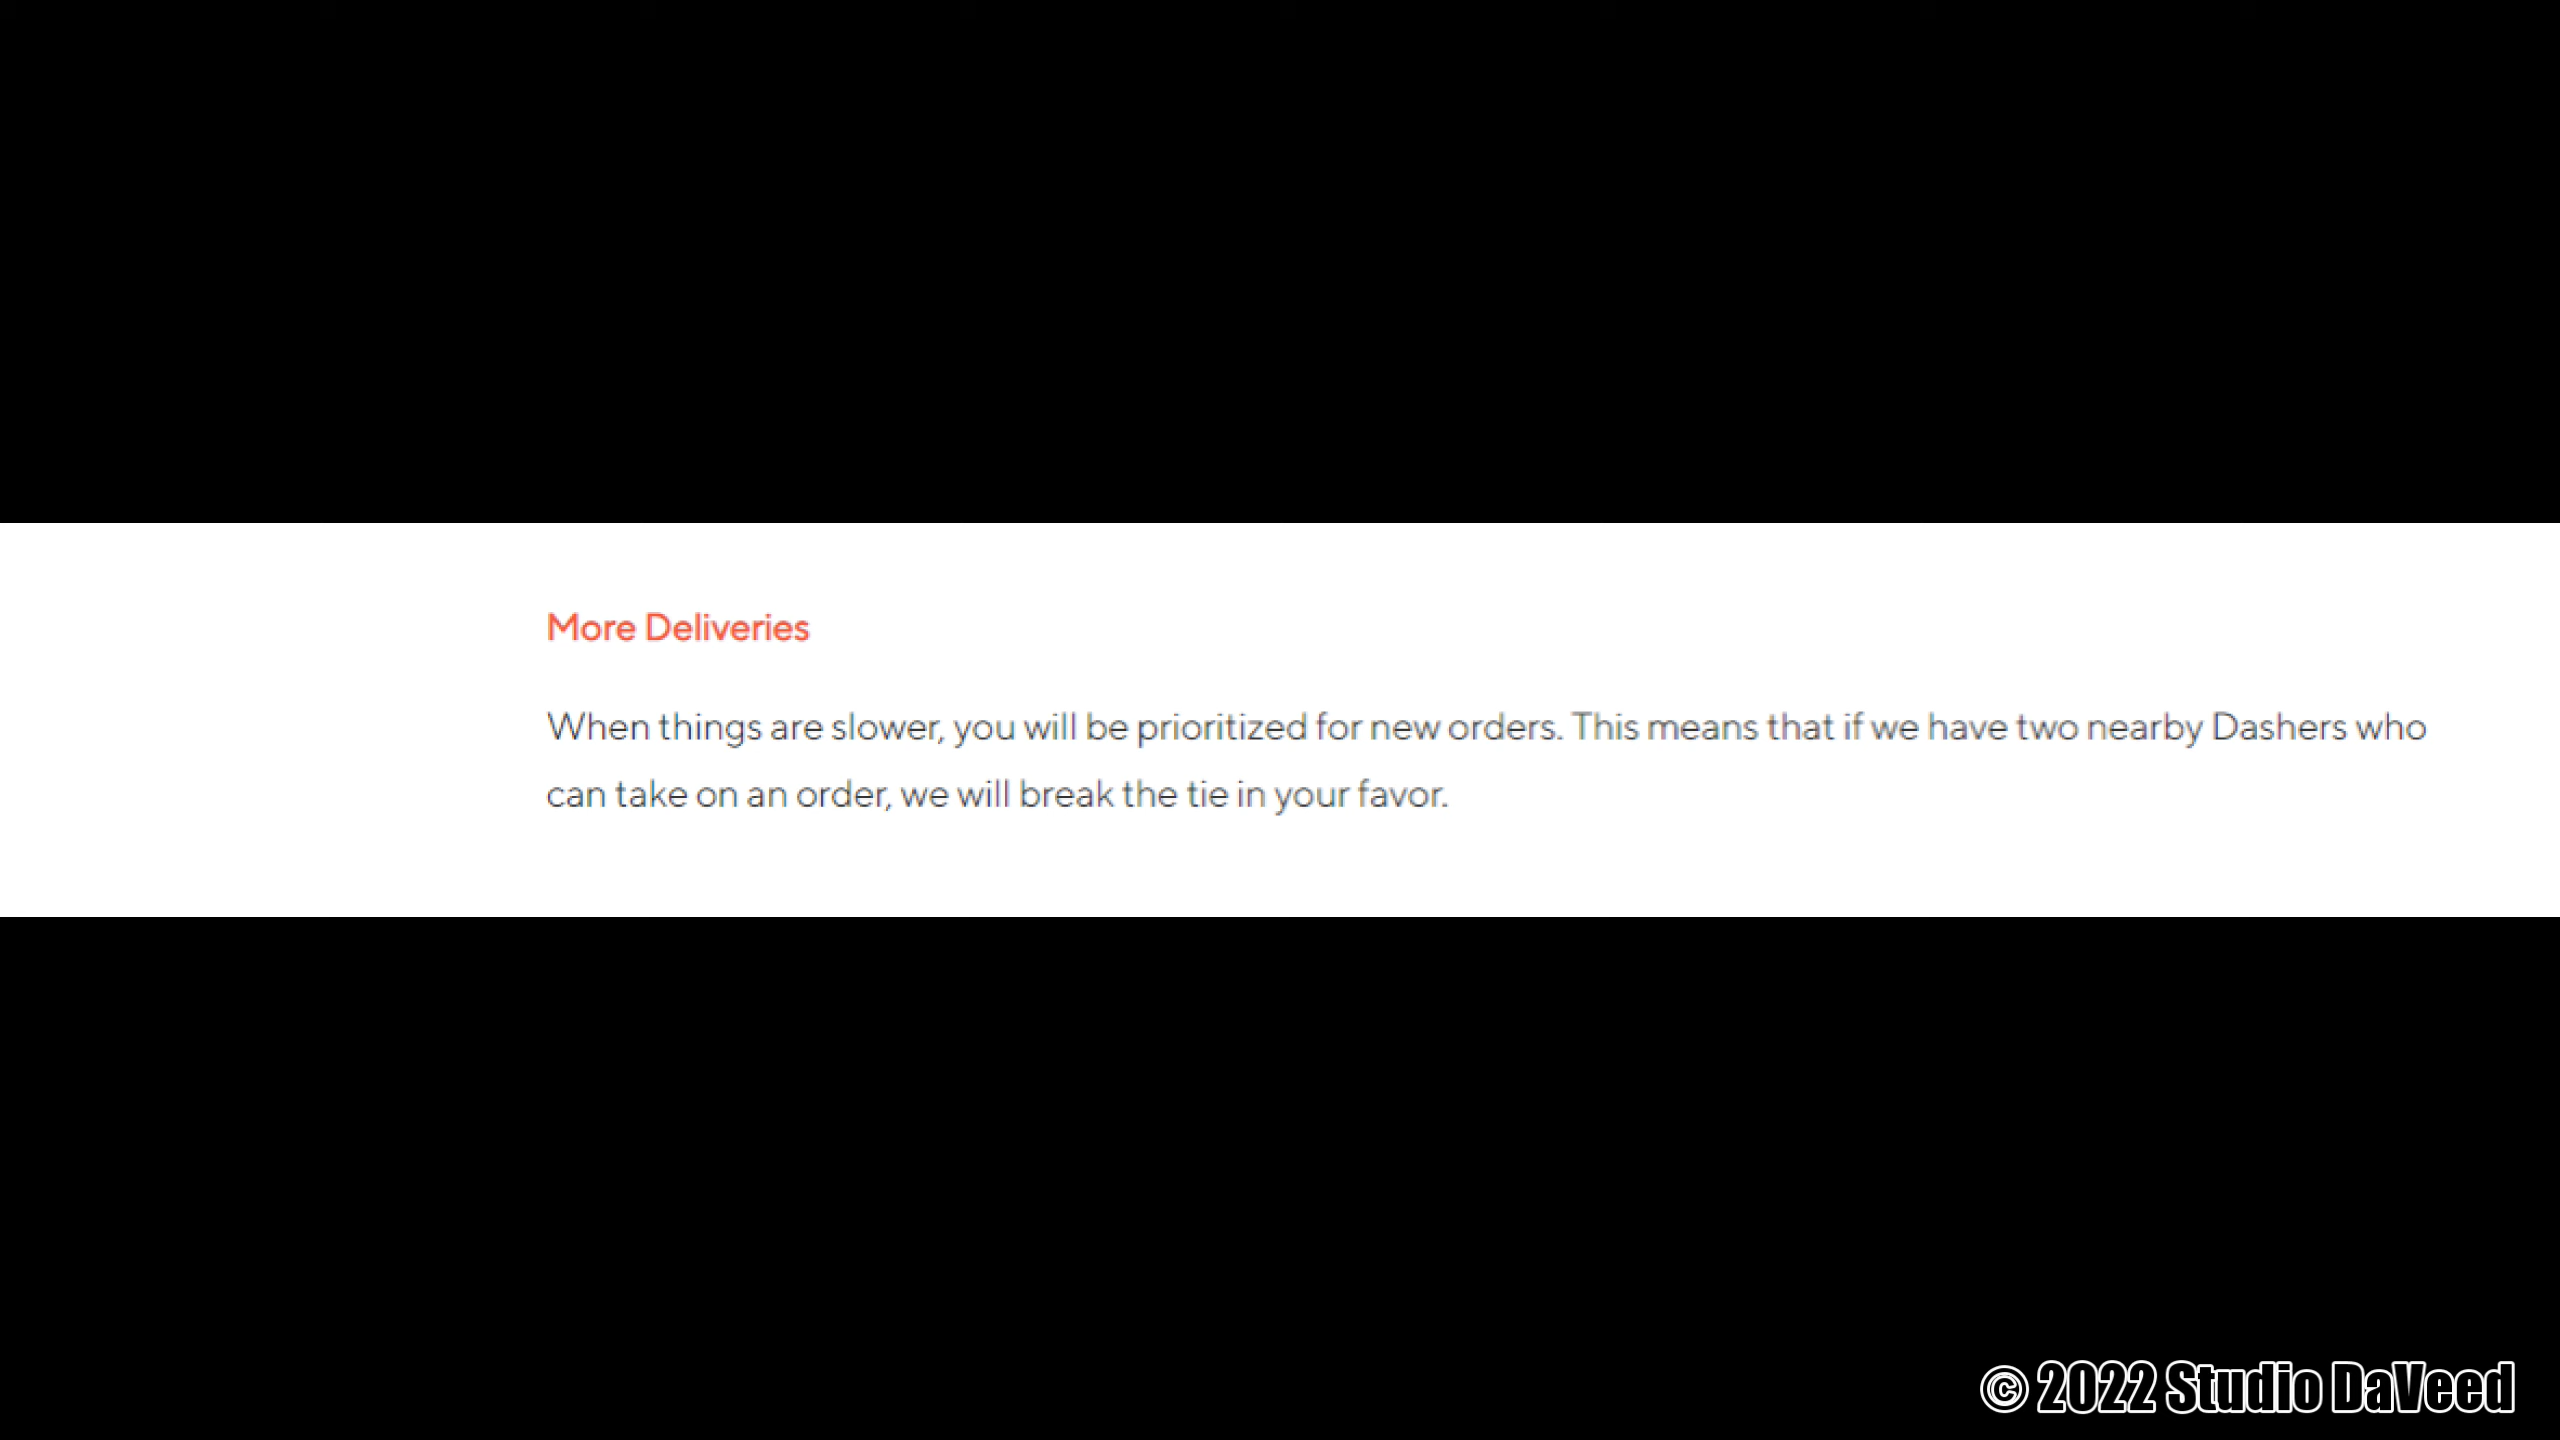 More Deliveries
When things are slower, you will be prioritized for new orders. This means that if we have two nearby Dashers who
can take on an order, we will break the tie in your favor.
© 2022 Studio DaVeed